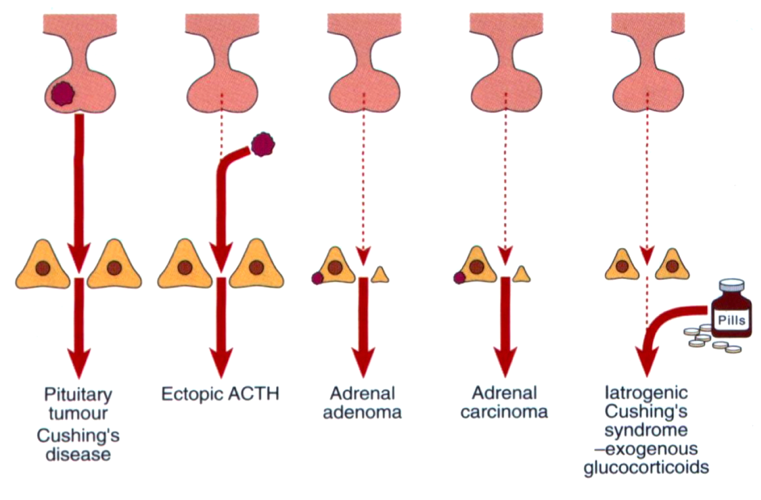 Pills
Pituitary
tumour
Cushing's
disease
Ectopic ACTH
Adrenal
adenoma
Adrenal
carcinoma
Iatrogenic
Cushing's
syndrome
–exogenous
glucocorticoids